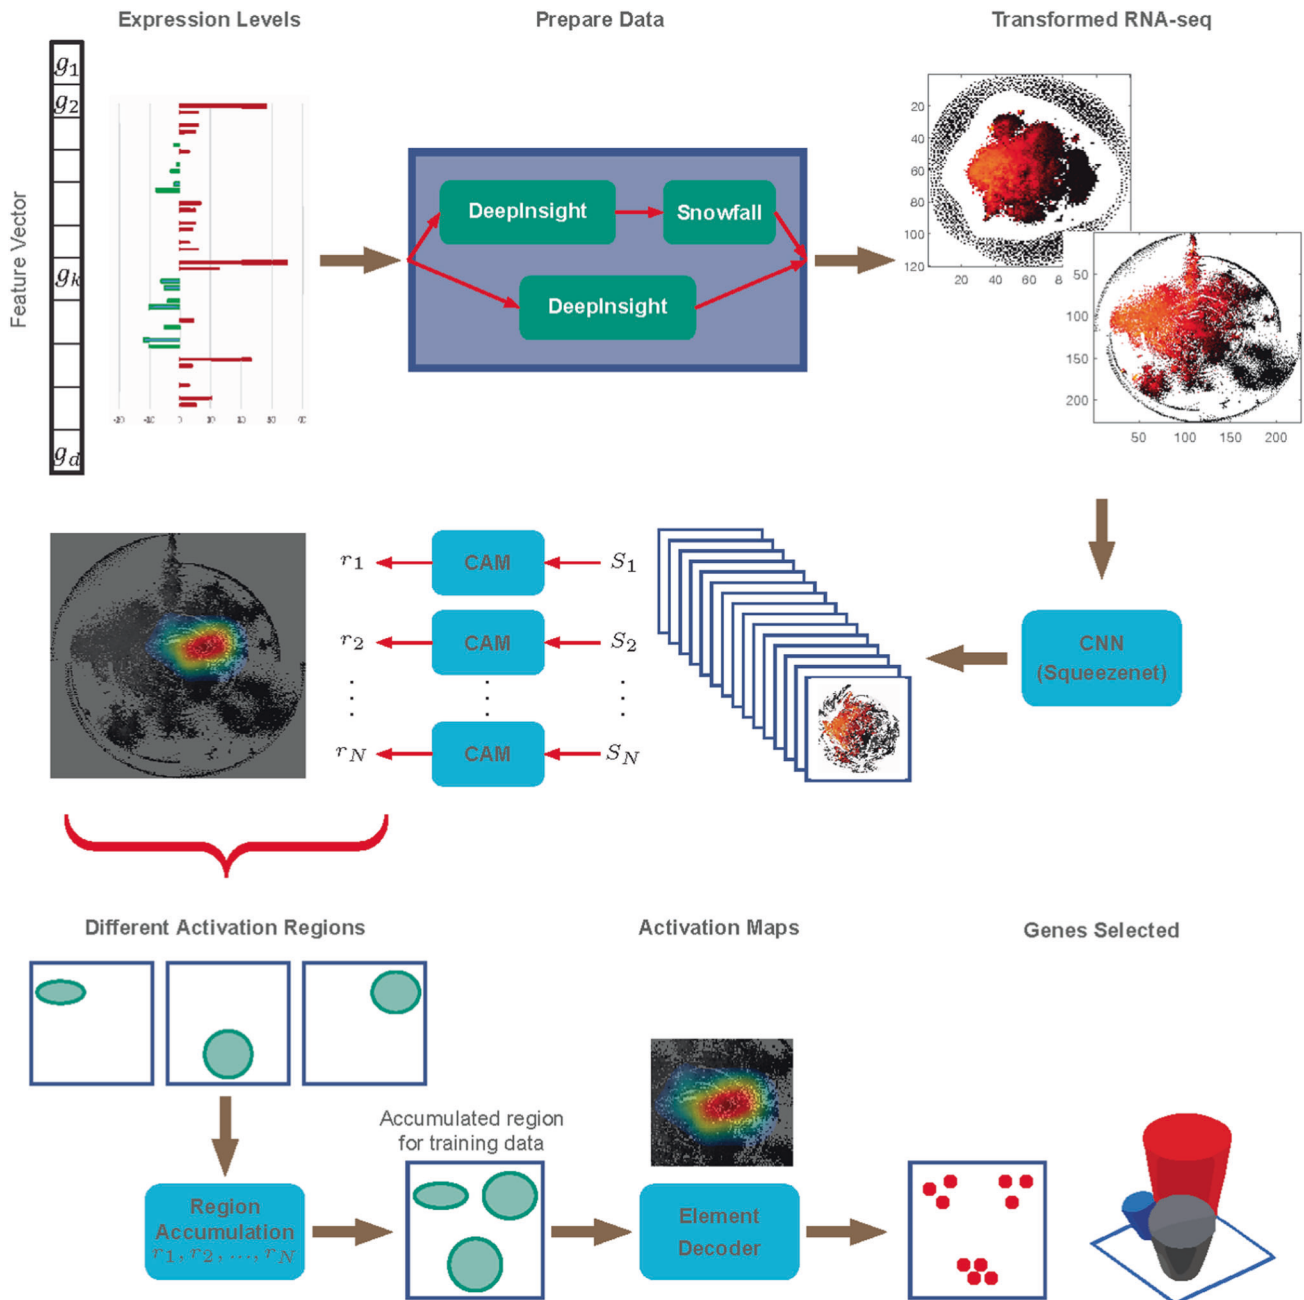 Expression Levels
Prepare Data
Transformed RNA-seq
Feature Vector
g1
g2
gk
gd
DeepInsight
Snowfall
DeepInsight
20
40
60
80
100
120
20
40
60
8
50
100
150
200
50
100
150
200
r1
CAM
S1
r2
CAM
S2
rN
CAM
SN
CNN
(Squeezenet)
Different Activation Regions
Activation Maps
Genes Selected
Accumulated region
for training data
Region
Accumulation
r1, r2, ..., rN
Element
Decoder